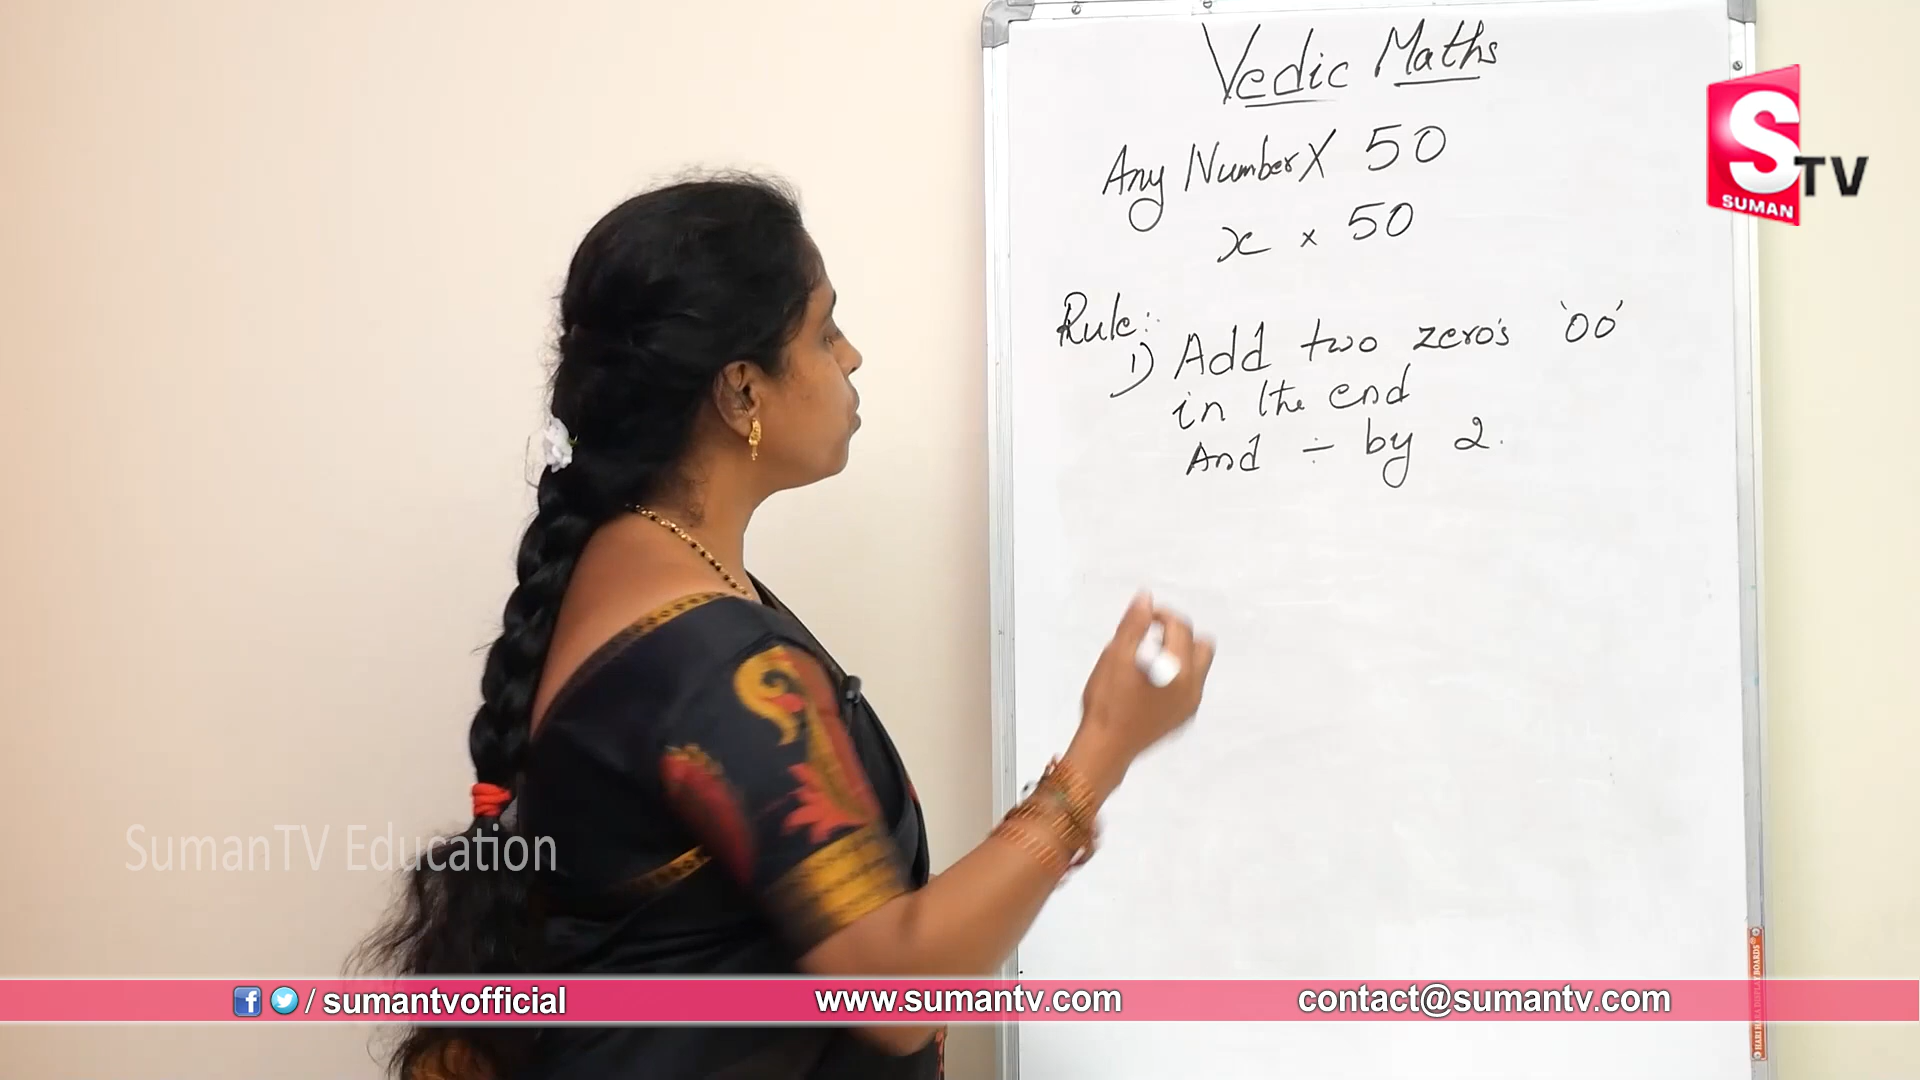 Vedic Maths
Any Number X 50
x × 50
Rule:
1) Add two zero's '00'
in the end
And ÷ by 2.
S TV
SUMAN
SumanTV Education
/ sumantvofficial
www.sumantv.com
contact@sumantv.com